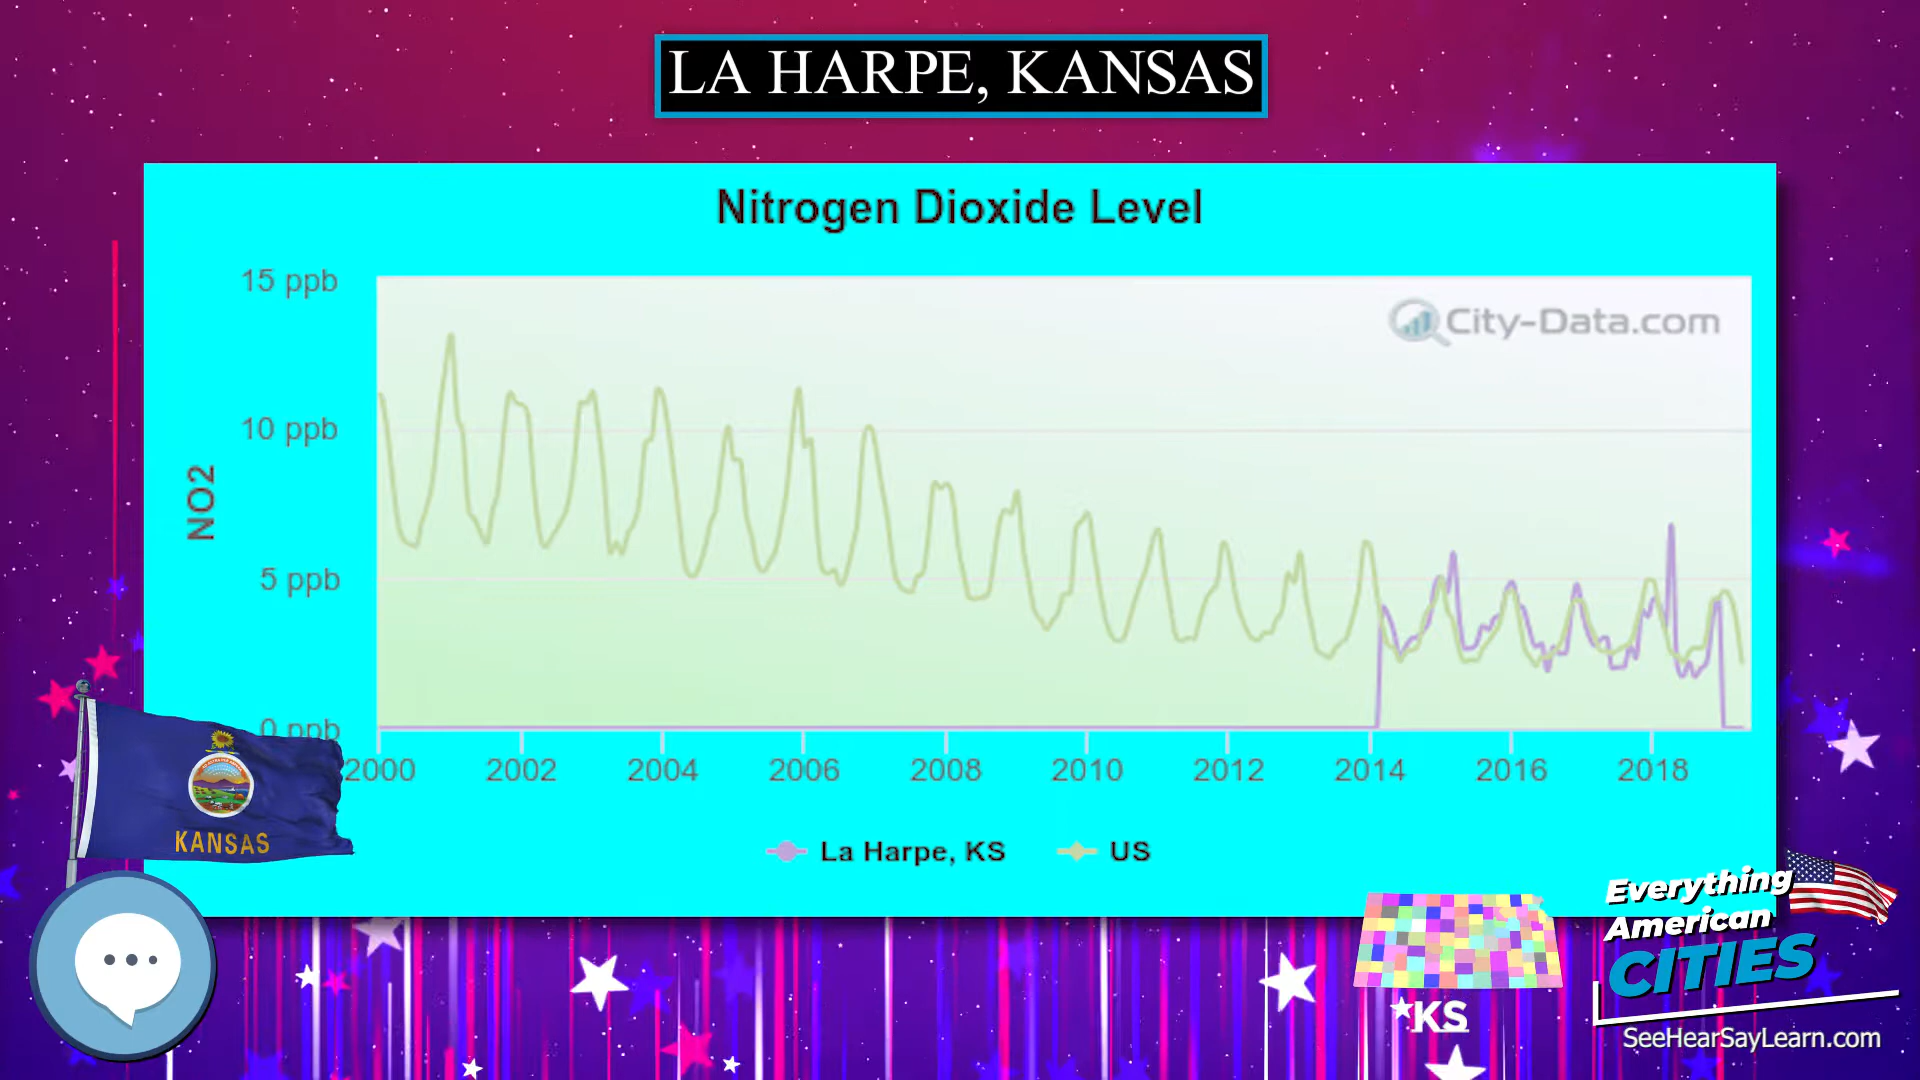 LA HARPE, KANSAS
Nitrogen Dioxide Level
15 ppb
City-Data.com
10 ppb
NO2
5 ppb
0 ppb
2000 2002 2004 2006 2008 2010 2012 2014 2016 2018
KANSAS
La Harpe, KS US
Everything
American
CITIES
KS
SeeHearSayLearn.com